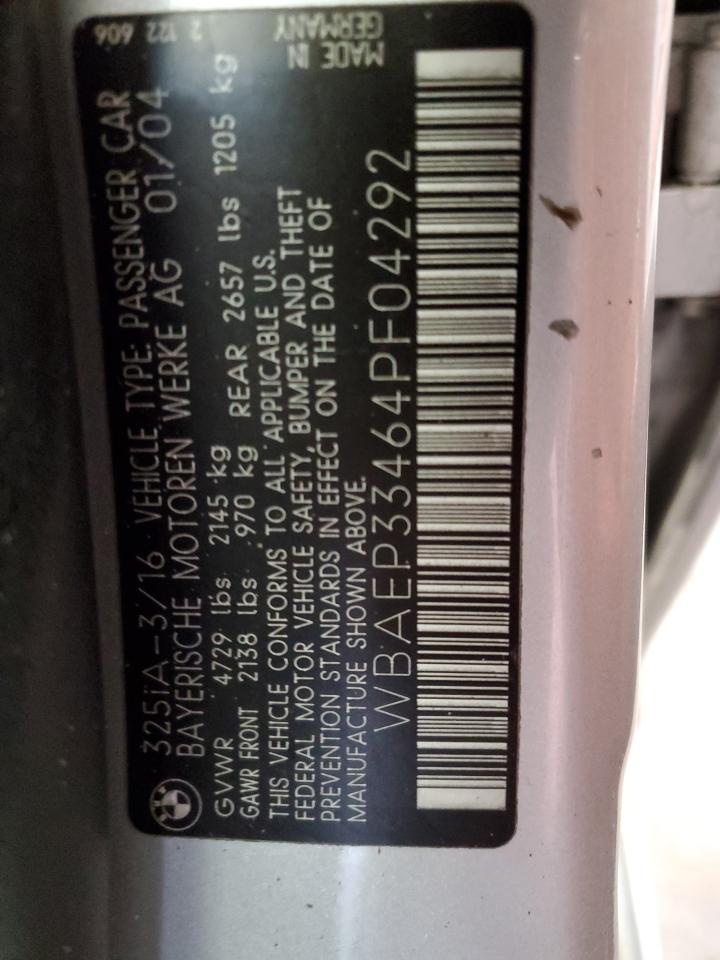 325iA-3/16 VEHICLE TYPE: PASSENGER CAR
BAYERISCHE MOTOREN WERKE AG 01/04
GVWR 4729 lbs 2145 kg
GAWR FRONT 2138 lbs 970 kg REAR 2657 lbs 1205 kg
THIS VEHICLE CONFORMS TO ALL APPLICABLE U.S.
FEDERAL MOTOR VEHICLE SAFETY, BUMPER AND THEFT
PREVENTION STANDARDS IN EFFECT ON THE DATE OF
MANUFACTURE SHOWN ABOVE.
WBAEP33464PF04292
MADE IN
GERMANY
2 122 606